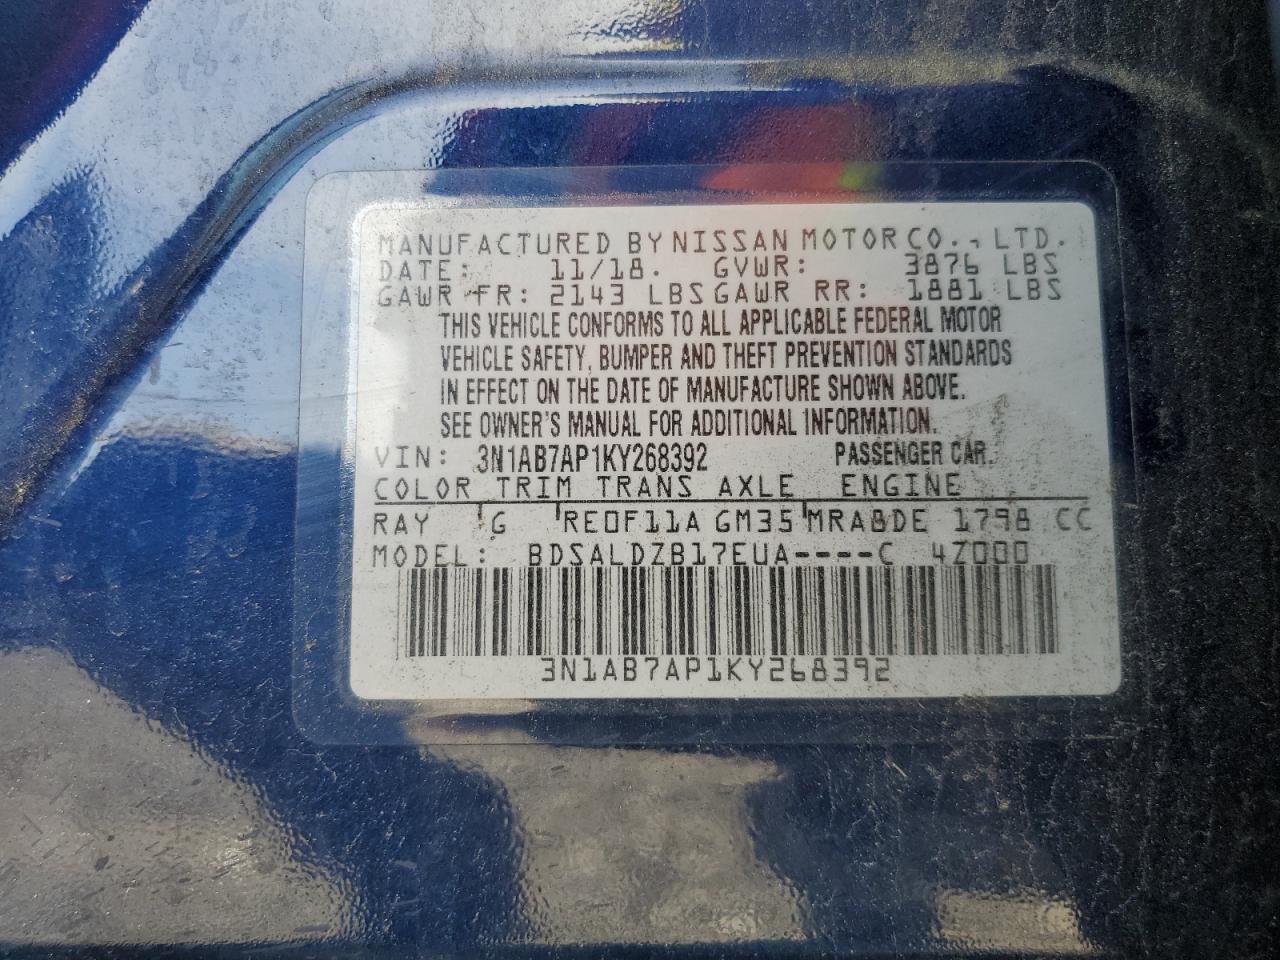 MANUFACTURED BY NISSAN MOTOR CO., LTD.
DATE: 11/18. GVWR: 3876 LBS
GAWR FR: 2143 LBS GAWR RR: 1881 LBS
THIS VEHICLE CONFORMS TO ALL APPLICABLE FEDERAL MOTOR
VEHICLE SAFETY, BUMPER AND THEFT PREVENTION STANDARDS
IN EFFECT ON THE DATE OF MANUFACTURE SHOWN ABOVE.
SEE OWNER'S MANUAL FOR ADDITIONAL INFORMATION.
VIN: 3N1AB7AP1KY268392 PASSENGER CAR.
COLOR TRIM TRANS AXLE ENGINE
RAY G RE0F11A GM35 MRA8DE 1798 CC
MODEL: BDSALDZB17EUA----C 4Z000
3N1AB7AP1KY268392